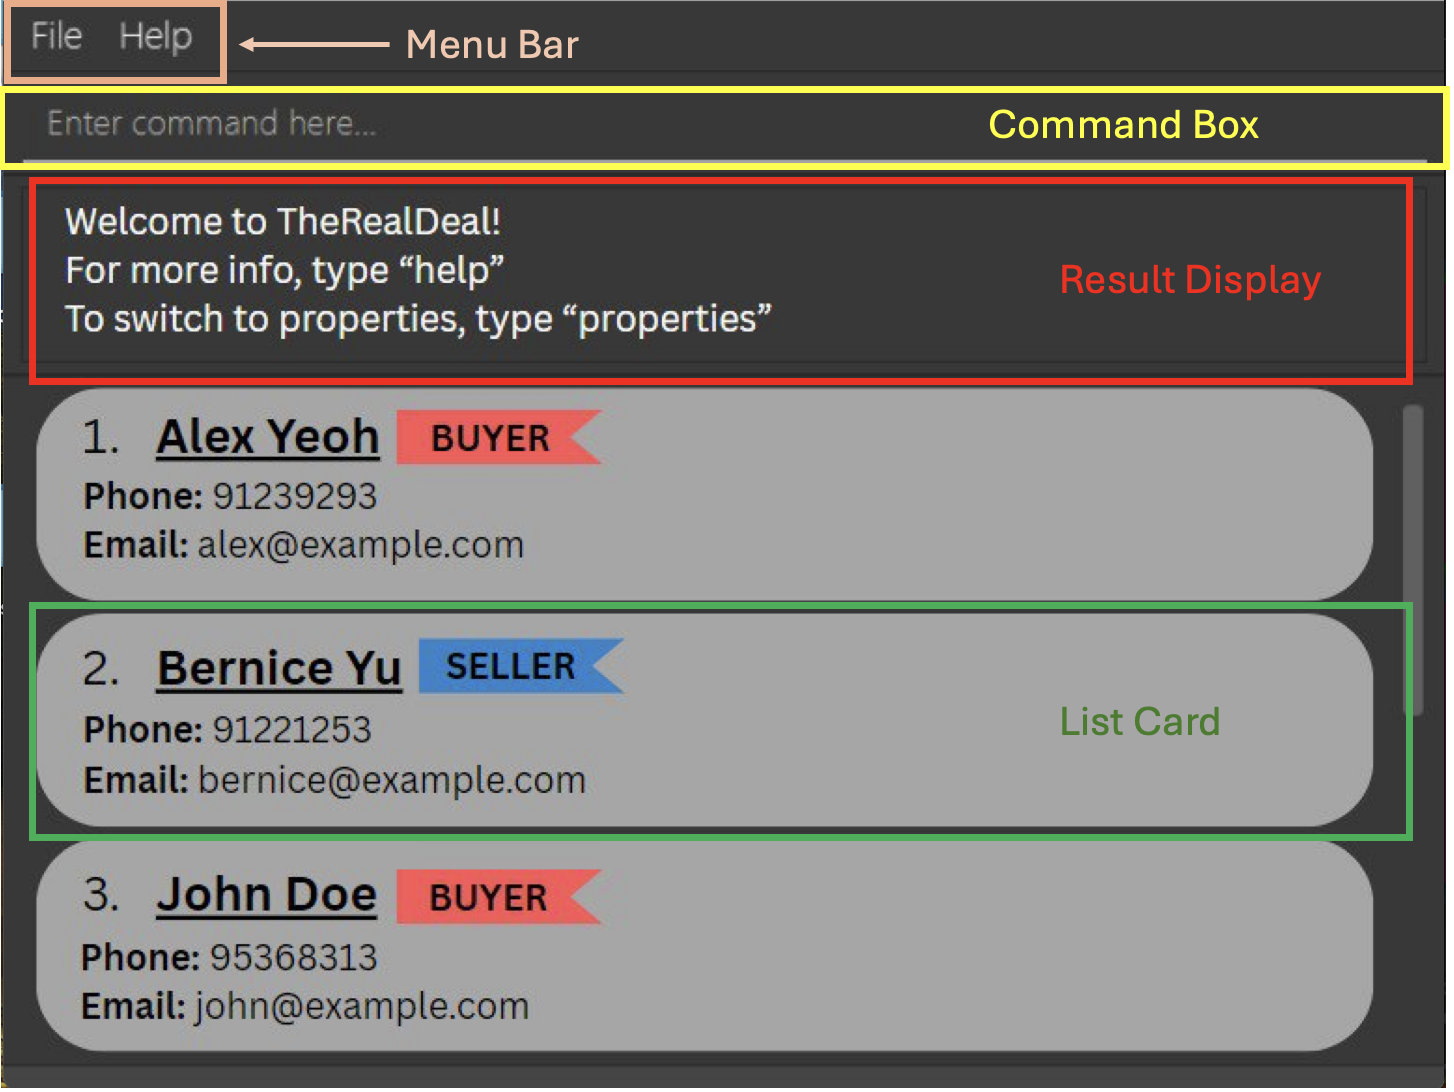 File Help Menu Bar
Enter command here... Command Box
Welcome to TheRealDeal!
For more info, type “help”
Result Display
To switch to properties, type “properties”
1. Alex Yeoh BUYER
Phone: 91239293
Email: alex@example.com
2. Bernice Yu SELLER
Phone: 91221253
List Card
Email: bernice@example.com
3. John Doe BUYER
Phone: 95368313
Email: john@example.com